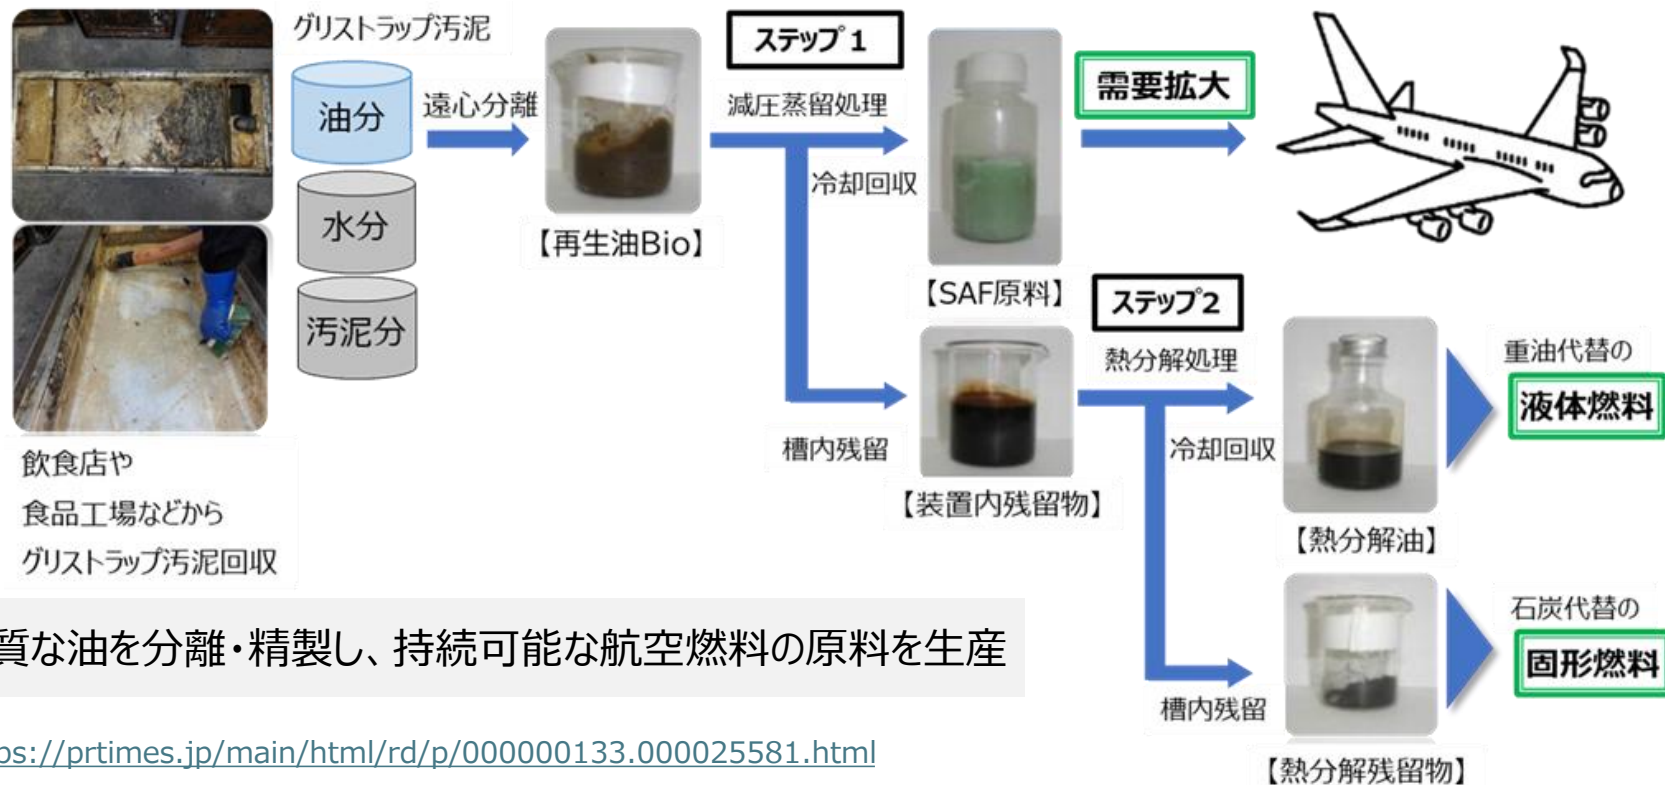 グリストラップ汚泥
油分
水分
汚泥分
遠心分離
【再生油Bio】
ステップ1
減圧蒸留処理
冷却回収
【SAF原料】
需要拡大
槽内残留
【装置内残留物】
ステップ2
熱分解処理
冷却回収
【熱分解油】
重油代替の
液体燃料
槽内残留
【熱分解残留物】
石炭代替の
固形燃料
飲食店や
食品工場などから
グリストラップ汚泥回収
質な油を分離・精製し、持続可能な航空燃料の原料を生産
ps://prtimes.jp/main/html/rd/p/000000133.000025581.html